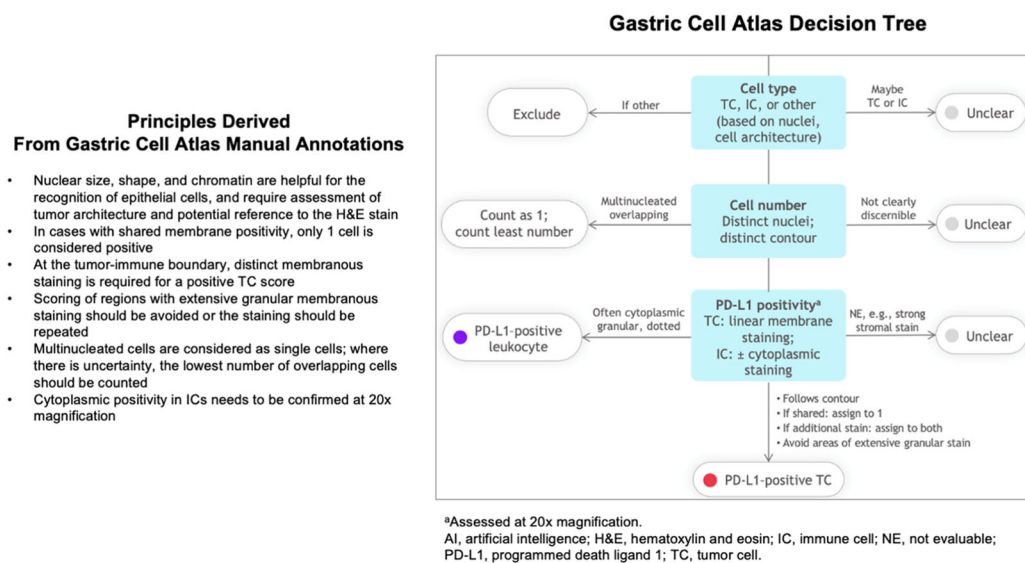 Gastric Cell Atlas Decision Tree
Principles Derived
From Gastric Cell Atlas Manual Annotations
• Nuclear size, shape, and chromatin are helpful for the
recognition of epithelial cells, and require assessment of
tumor architecture and potential reference to the H&E stain
• In cases with shared membrane positivity, only 1 cell is
considered positive
• At the tumor-immune boundary, distinct membranous
staining is required for a positive TC score
• Scoring of regions with extensive granular membranous
staining should be avoided or the staining should be
repeated
• Multinucleated cells are considered as single cells; where
there is uncertainty, the lowest number of overlapping cells
should be counted
• Cytoplasmic positivity in ICs needs to be confirmed at 20x
magnification
Exclude
If other
Cell type
TC, IC, or other
(based on nuclei,
cell architecture)
Maybe
TC or IC
Unclear
Count as 1;
count least number
Multinucleated
overlapping
Cell number
Distinct nuclei;
distinct contour
Not clearly
discernible
Unclear
PD-L1–positive
leukocyte
Often cytoplasmic
granular, dotted
PD-L1 positivityᵃ
TC: linear membrane
staining;
IC: ± cytoplasmic
staining
NE, e.g., strong
stromal stain
Unclear
• Follows contour
• If shared: assign to 1
• If additional stain: assign to both
• Avoid areas of extensive granular stain
PD-L1–positive TC
ᵃAssessed at 20x magnification.
AI, artificial intelligence; H&E, hematoxylin and eosin; IC, immune cell; NE, not evaluable;
PD-L1, programmed death ligand 1; TC, tumor cell.